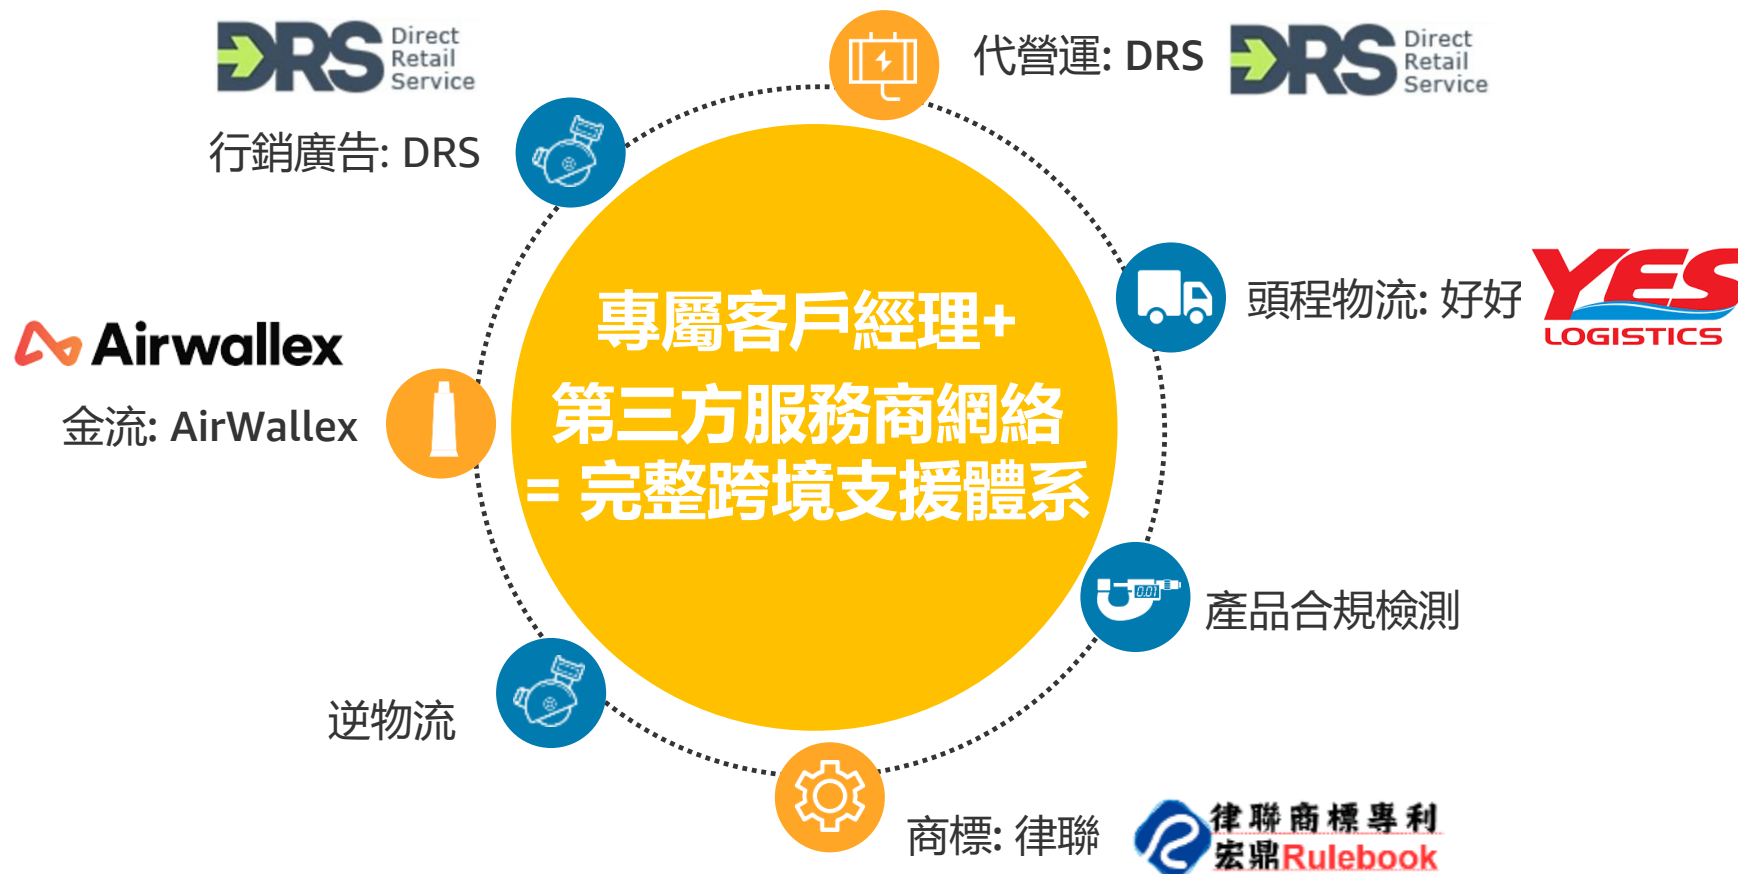 DRS Direct
Retail
Service
行銷廣告: DRS
代營運: DRS
DRS Direct
Retail
Service
頭程物流: 好好
YES
LOGISTICS
專屬客戶經理+
第三方服務商網絡
= 完整跨境支援體系
Airwallex
金流: AirWallex
0.01
產品合規檢測
逆物流
商標: 律聯
律聯商標專利
宏鼎Rulebook